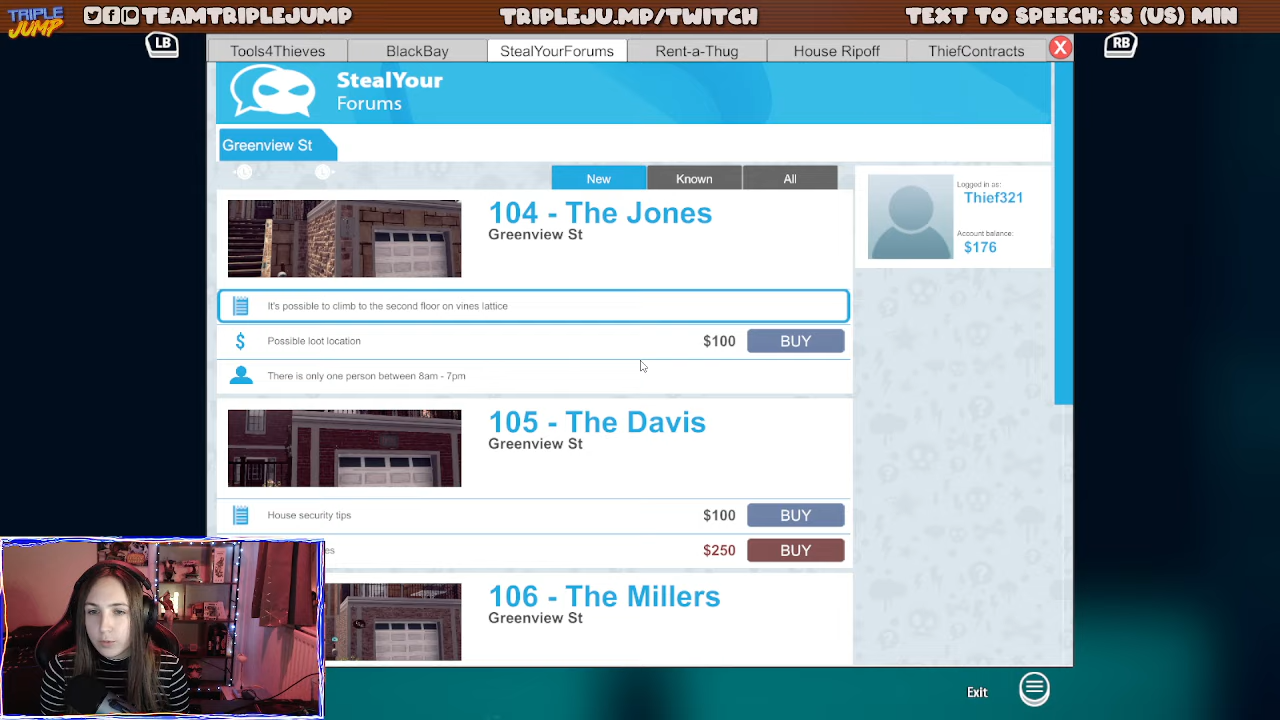 TRIPLE JUMP
TEAMTRIPLEJUMP
TRIPLEJU.MP/TWITCH
TEXT TO SPEECH: $5 (US) MIN
LB
Tools4Thieves
BlackBay
StealYourForums
Rent-a-Thug
House Ripoff
ThiefContracts
X
RB
StealYour
Forums
Greenview St
New
Known
All
Logged in as:
Thief321
Account balance:
$176
104 - The Jones
Greenview St
It's possible to climb to the second floor on vines lattice
$ Possible loot location $100 BUY
There is only one person between 8am - 7pm
105 - The Davis
Greenview St
House security tips $100 BUY
$250 BUY
106 - The Millers
Greenview St
Exit